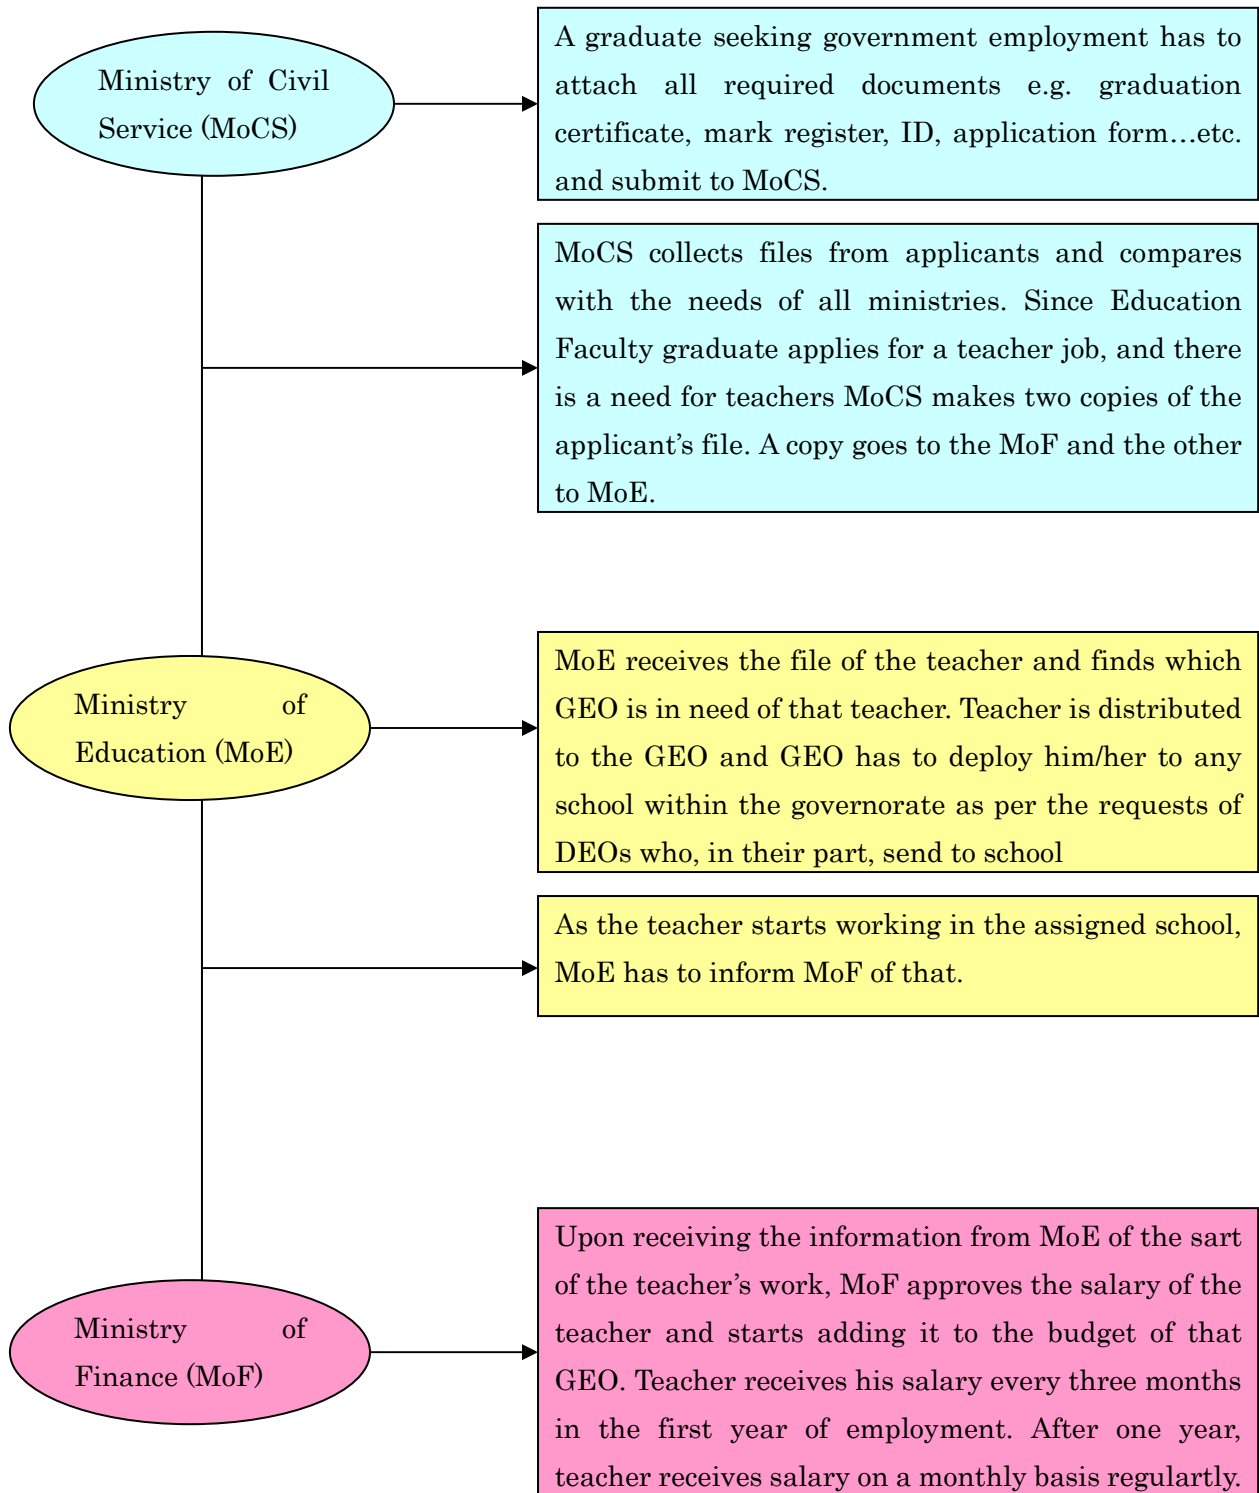 Ministry of Civil
Service (MoCS)
A graduate seeking government employment has to
attach all required documents e.g. graduation
certificate, mark register, ID, application form…etc.
and submit to MoCS.
MoCS collects files from applicants and compares
with the needs of all ministries. Since Education
Faculty graduate applies for a teacher job, and there
is a need for teachers MoCS makes two copies of the
applicant’s file. A copy goes to the MoF and the other
to MoE.
Ministry of
Education (MoE)
MoE receives the file of the teacher and finds which
GEO is in need of that teacher. Teacher is distributed
to the GEO and GEO has to deploy him/her to any
school within the governorate as per the requests of
DEOs who, in their part, send to school
As the teacher starts working in the assigned school,
MoE has to inform MoF of that.
Ministry of
Finance (MoF)
Upon receiving the information from MoE of the sart
of the teacher’s work, MoF approves the salary of the
teacher and starts adding it to the budget of that
GEO. Teacher receives his salary every three months
in the first year of employment. After one year,
teacher receives salary on a monthly basis regulartly.